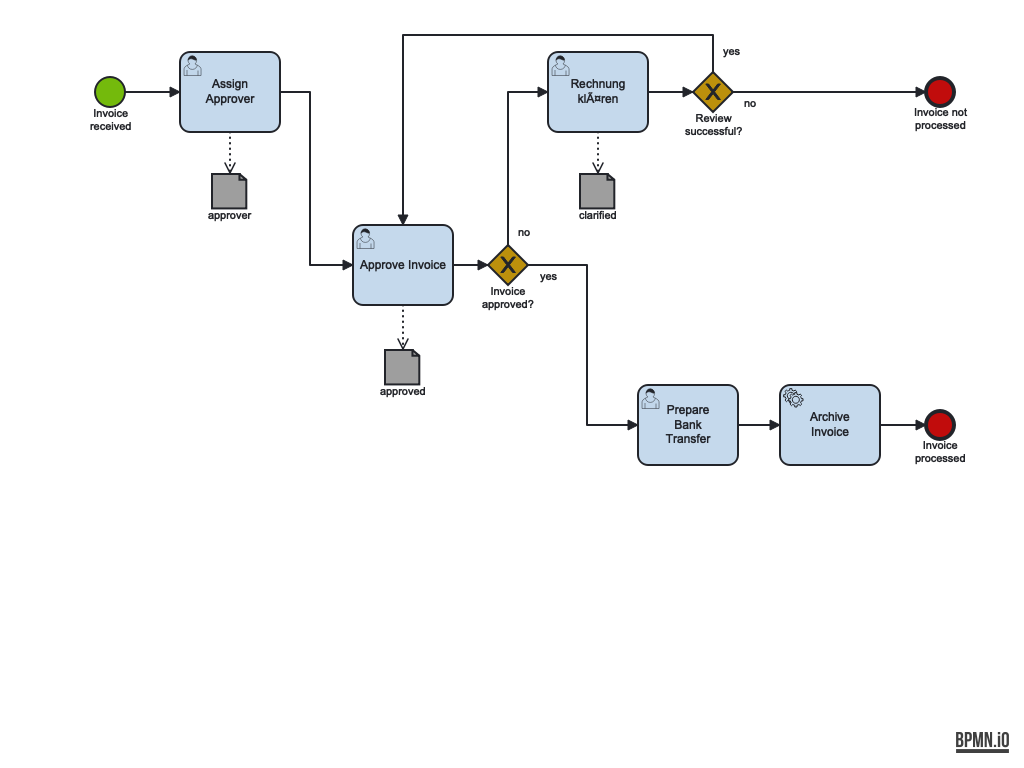 yes
Invoice
received
Assign
Approver
Rechnung
klÃ¤ren
Review
successful?
no
Invoice not
processed
approver
clarified
no
Approve Invoice
Invoice
approved?
yes
approved
Prepare
Bank
Transfer
Archive
Invoice
Invoice
processed
BPMN.iO